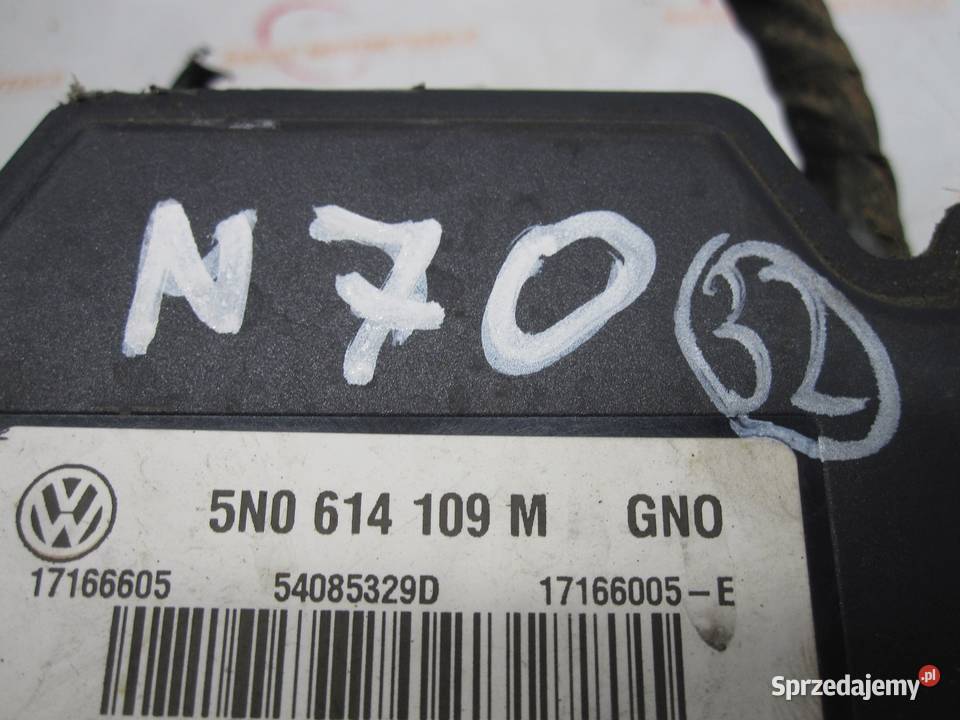 N70 32
5N0 614 109 M GNO
17166605 54085329D 17166005-E
Sprzedajemy.pl